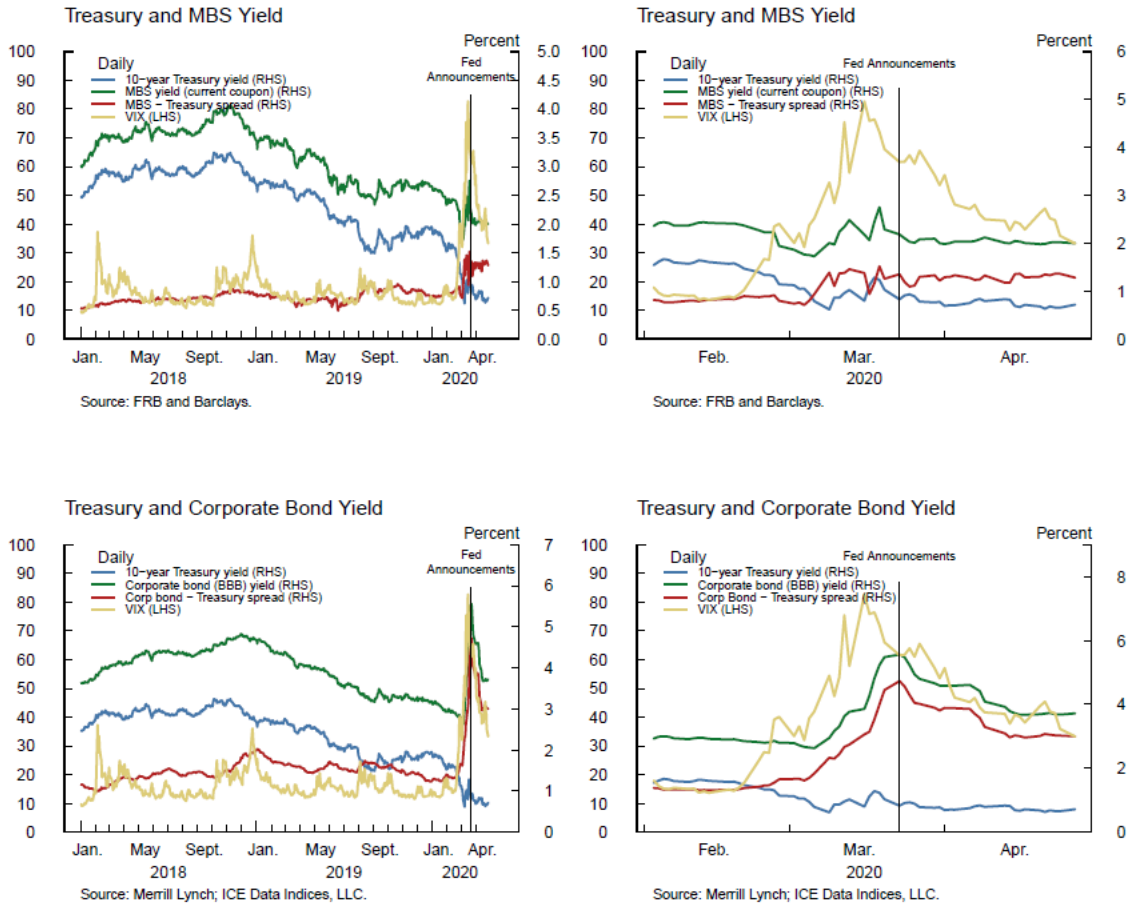 Treasury and MBS Yield
Percent
Daily
Fed
Announcements
10−year Treasury yield (RHS)
MBS yield (current coupon) (RHS)
MBS − Treasury spread (RHS)
VIX (LHS)
100
90
80
70
60
50
40
30
20
10
0
5.0
4.5
4.0
3.5
3.0
2.5
2.0
1.5
1.0
0.5
0.0
Jan. May Sept. Jan. May Sept. Jan. Apr.
2018 2019 2020
Source: FRB and Barclays.
Treasury and MBS Yield
Percent
Daily
Fed Announcements
10−year Treasury yield (RHS)
MBS yield (current coupon) (RHS)
MBS − Treasury spread (RHS)
VIX (LHS)
100
90
80
70
60
50
40
30
20
10
0
6
5
4
3
2
1
0
Feb. Mar. Apr.
2020
Source: FRB and Barclays.
Treasury and Corporate Bond Yield
Percent
Daily
Fed
Announcements
10−year Treasury yield (RHS)
Corporate bond (BBB) yield (RHS)
Corp bond − Treasury spread (RHS)
VIX (LHS)
100
90
80
70
60
50
40
30
20
10
0
7
6
5
4
3
2
1
0
Jan. May Sept. Jan. May Sept. Jan. Apr.
2018 2019 2020
Source: Merrill Lynch; ICE Data Indices, LLC.
Treasury and Corporate Bond Yield
Percent
Daily
Fed Announcements
10−year Treasury yield (RHS)
Corporate bond (BBB) yield (RHS)
Corp Bond − Treasury spread (RHS)
VIX (LHS)
100
90
80
70
60
50
40
30
20
10
0
8
6
4
2
0
Feb. Mar. Apr.
2020
Source: Merrill Lynch; ICE Data Indices, LLC.